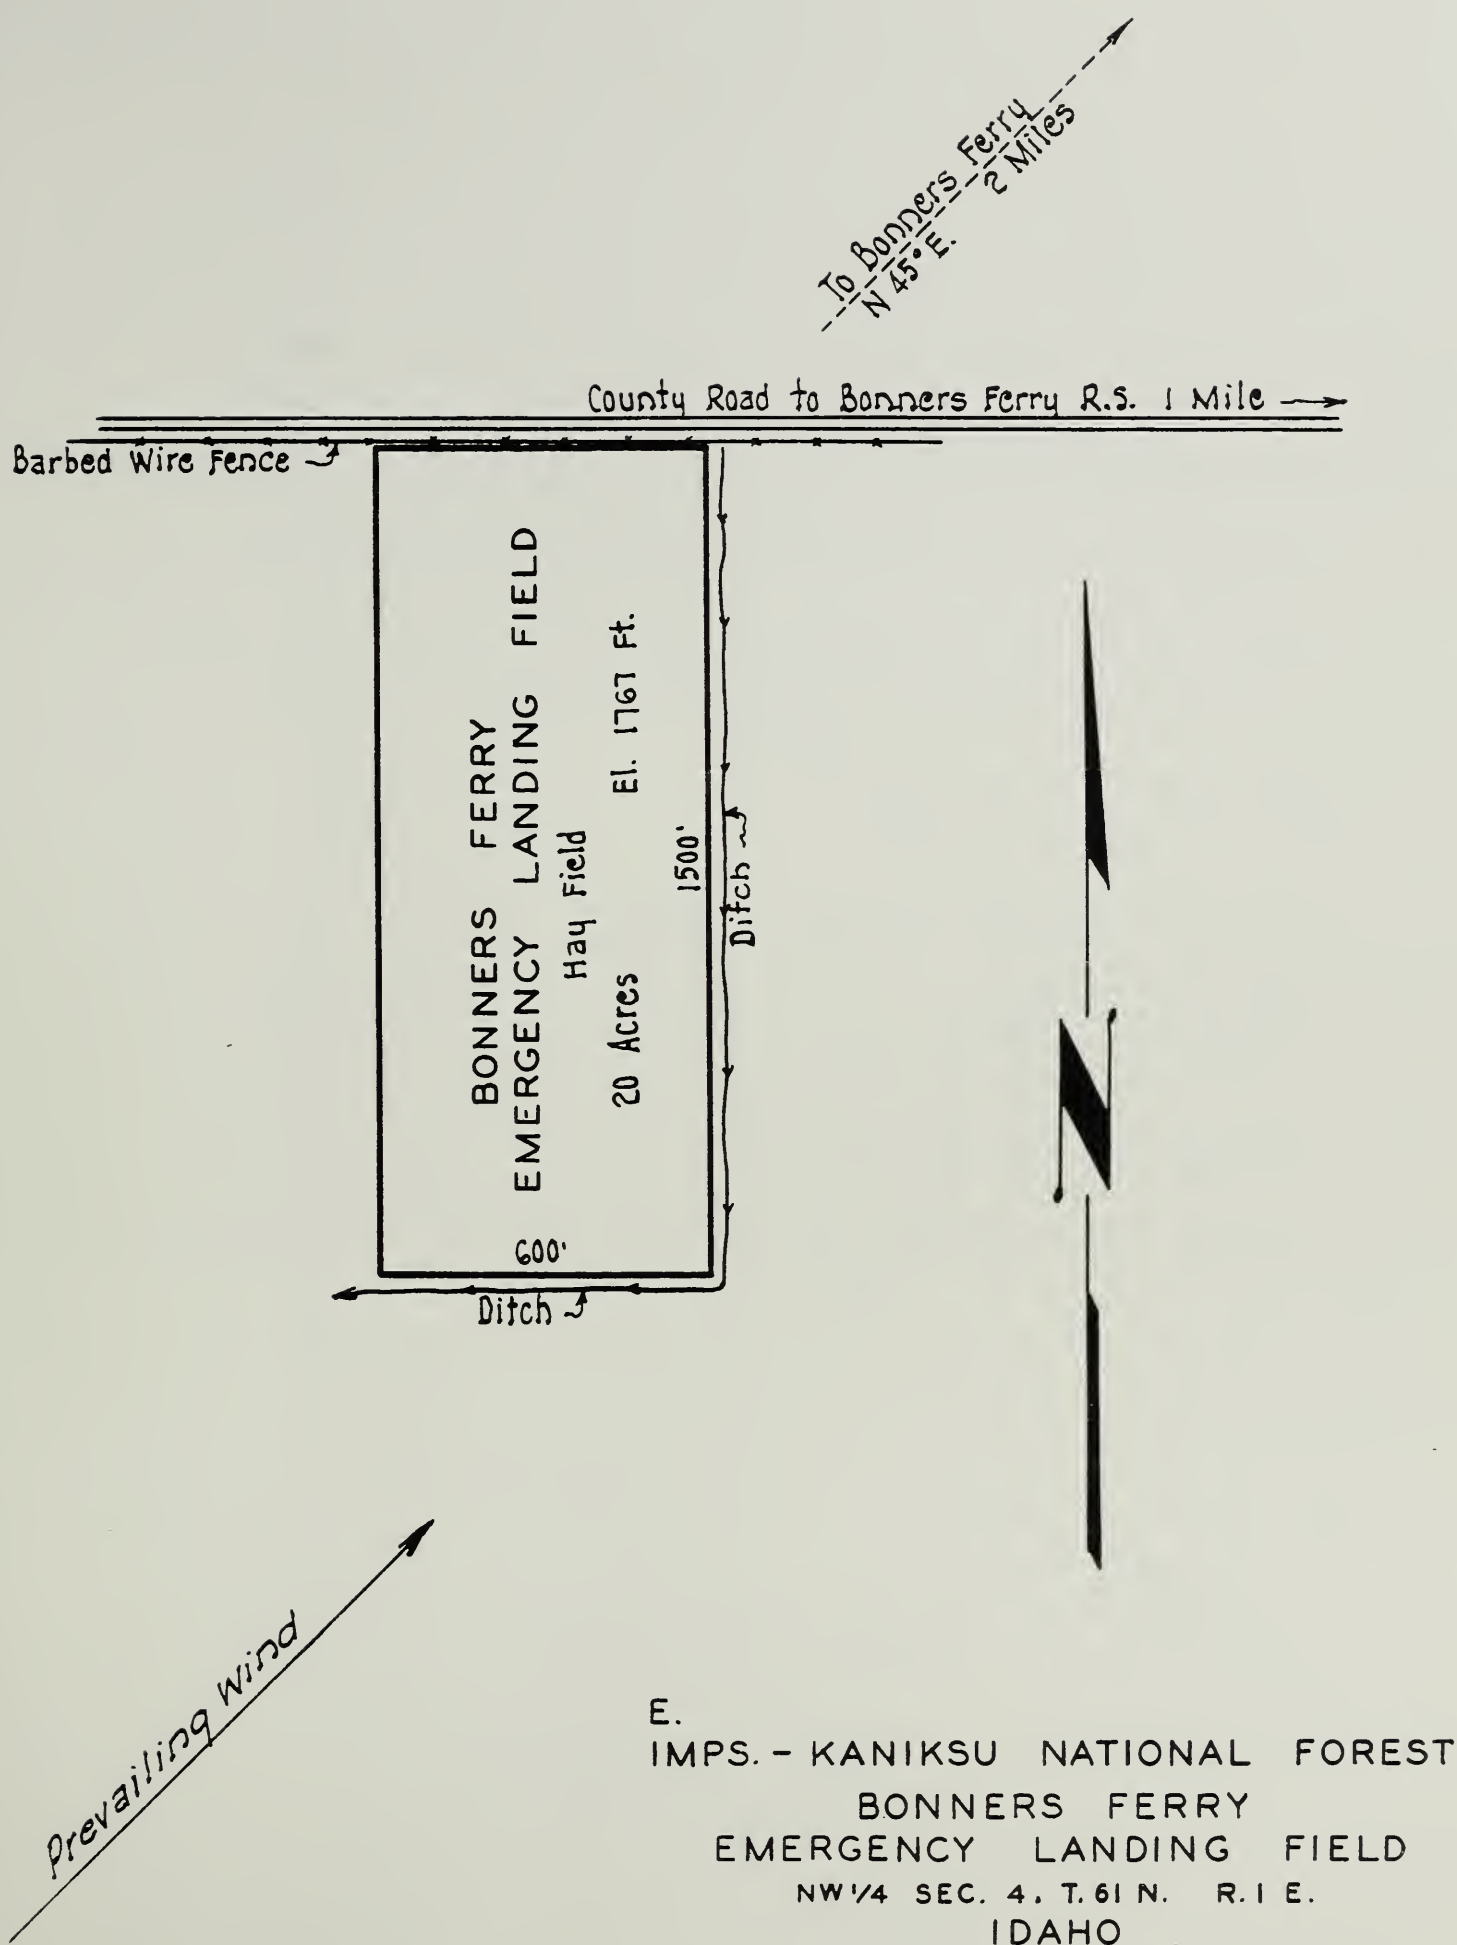 To Bonners Ferry
2 Miles
N 45° E.
County Road to Bonners Ferry R.S. 1 Mile
Barbed Wire Fence
BONNERS FERRY
EMERGENCY LANDING FIELD
Hay Field
20 Acres El. 1767 Ft.
1500'
Ditch
600'
Ditch
N
Prevailing Wind
E.
IMPS. - KANIKSU NATIONAL FOREST
BONNERS FERRY
EMERGENCY LANDING FIELD
NW 1/4 SEC. 4, T. 61 N. R. 1 E.
IDAHO